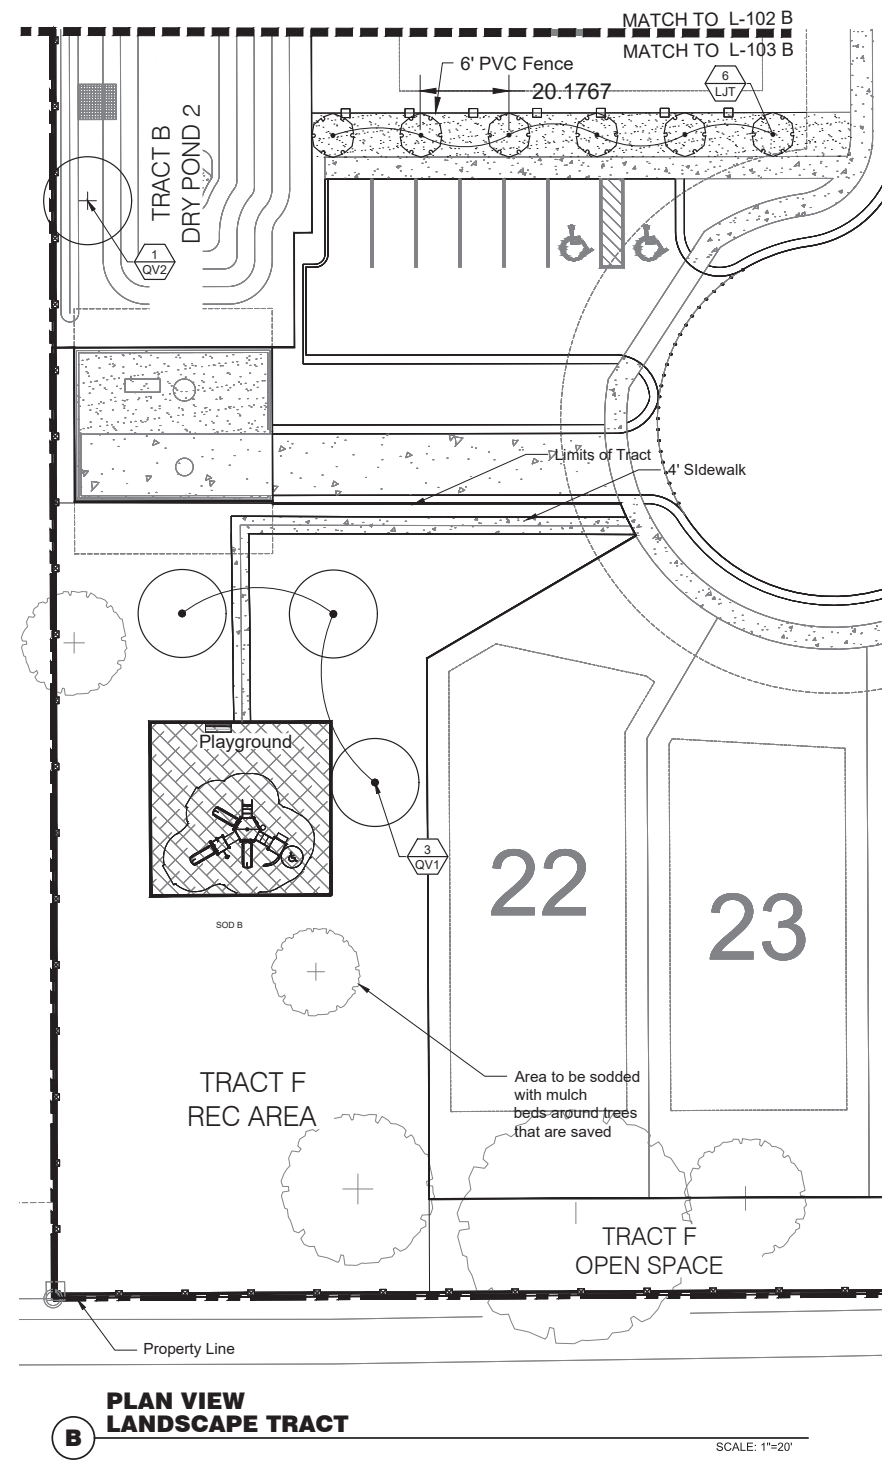 MATCH TO L-102 B
MATCH TO L-103 B
6' PVC Fence
20.1767
6
LJT
TRACT B
DRY POND 2
1
QV2
Limits of Tract
4' SIdewalk
Playground
3
QV1
22
23
SOD B
Area to be sodded
with mulch
beds around trees
that are saved
TRACT F
REC AREA
TRACT F
OPEN SPACE
Property Line
PLAN VIEW
LANDSCAPE TRACT
B
SCALE: 1"=20'